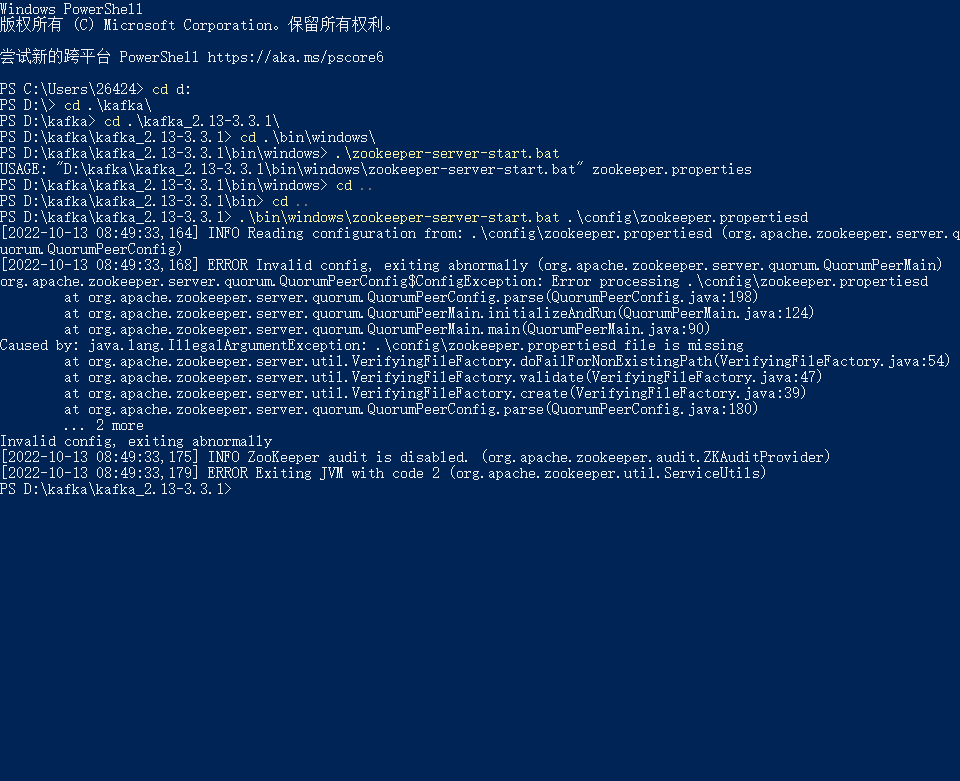 Windows PowerShell
版权所有 (C) Microsoft Corporation。保留所有权利。
尝试新的跨平台 PowerShell https://aka.ms/pscore6
PS C:\Users\26424> cd d:
PS D:\> cd .\kafka\
PS D:\kafka> cd .\kafka_2.13-3.3.1\
PS D:\kafka\kafka_2.13-3.3.1> cd .\bin\windows\
PS D:\kafka\kafka_2.13-3.3.1\bin\windows> .\zookeeper-server-start.bat
USAGE: "D:\kafka\kafka_2.13-3.3.1\bin\windows\zookeeper-server-start.bat" zookeeper.properties
PS D:\kafka\kafka_2.13-3.3.1\bin\windows> cd ..
PS D:\kafka\kafka_2.13-3.3.1\bin> cd ..
PS D:\kafka\kafka_2.13-3.3.1> .\bin\windows\zookeeper-server-start.bat .\config\zookeeper.propertiesd
[2022-10-13 08:49:33,164] INFO Reading configuration from: .\config\zookeeper.propertiesd (org.apache.zookeeper.server.q
uorum.QuorumPeerConfig)
[2022-10-13 08:49:33,168] ERROR Invalid config, exiting abnormally (org.apache.zookeeper.server.quorum.QuorumPeerMain)
org.apache.zookeeper.server.quorum.QuorumPeerConfig$ConfigException: Error processing .\config\zookeeper.propertiesd
at org.apache.zookeeper.server.quorum.QuorumPeerConfig.parse(QuorumPeerConfig.java:198)
at org.apache.zookeeper.server.quorum.QuorumPeerMain.initializeAndRun(QuorumPeerMain.java:124)
at org.apache.zookeeper.server.quorum.QuorumPeerMain.main(QuorumPeerMain.java:90)
Caused by: java.lang.IllegalArgumentException: .\config\zookeeper.propertiesd file is missing
at org.apache.zookeeper.server.util.VerifyingFileFactory.doFailForNonExistingPath(VerifyingFileFactory.java:54)
at org.apache.zookeeper.server.util.VerifyingFileFactory.validate(VerifyingFileFactory.java:47)
at org.apache.zookeeper.server.util.VerifyingFileFactory.create(VerifyingFileFactory.java:39)
at org.apache.zookeeper.server.quorum.QuorumPeerConfig.parse(QuorumPeerConfig.java:180)
... 2 more
Invalid config, exiting abnormally
[2022-10-13 08:49:33,175] INFO ZooKeeper audit is disabled. (org.apache.zookeeper.audit.ZKAuditProvider)
[2022-10-13 08:49:33,179] ERROR Exiting JVM with code 2 (org.apache.zookeeper.util.ServiceUtils)
PS D:\kafka\kafka_2.13-3.3.1>